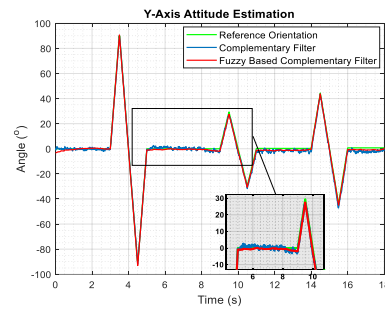 Y-Axis Attitude Estimation
Reference Orientation
Complementary Filter
Fuzzy Based Complementary Filter
Angle (°)
100
80
60
40
20
0
-20
-40
-60
-80
-100
30
20
10
0
-10
6 8 10
0 2 4 6 8 10 12 14 16 18
Time (s)